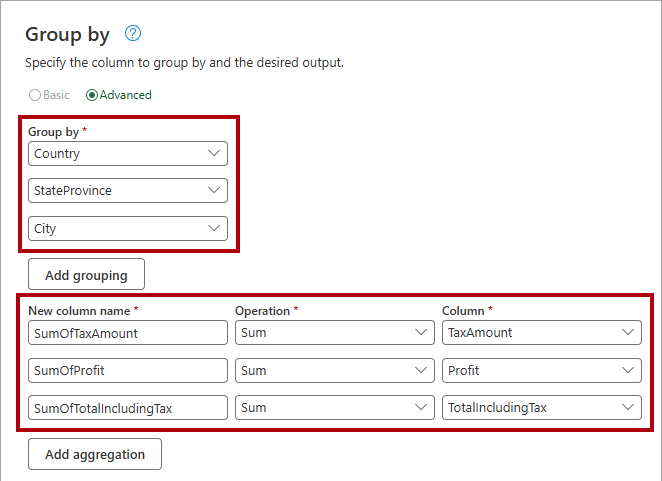 Group by ?
Specify the column to group by and the desired output.
Basic Advanced
Group by *
Country
StateProvince
City
Add grouping
New column name * Operation * Column *
SumOfTaxAmount Sum TaxAmount
SumOfProfit Sum Profit
SumOfTotalIncludingTax Sum TotalIncludingTax
Add aggregation